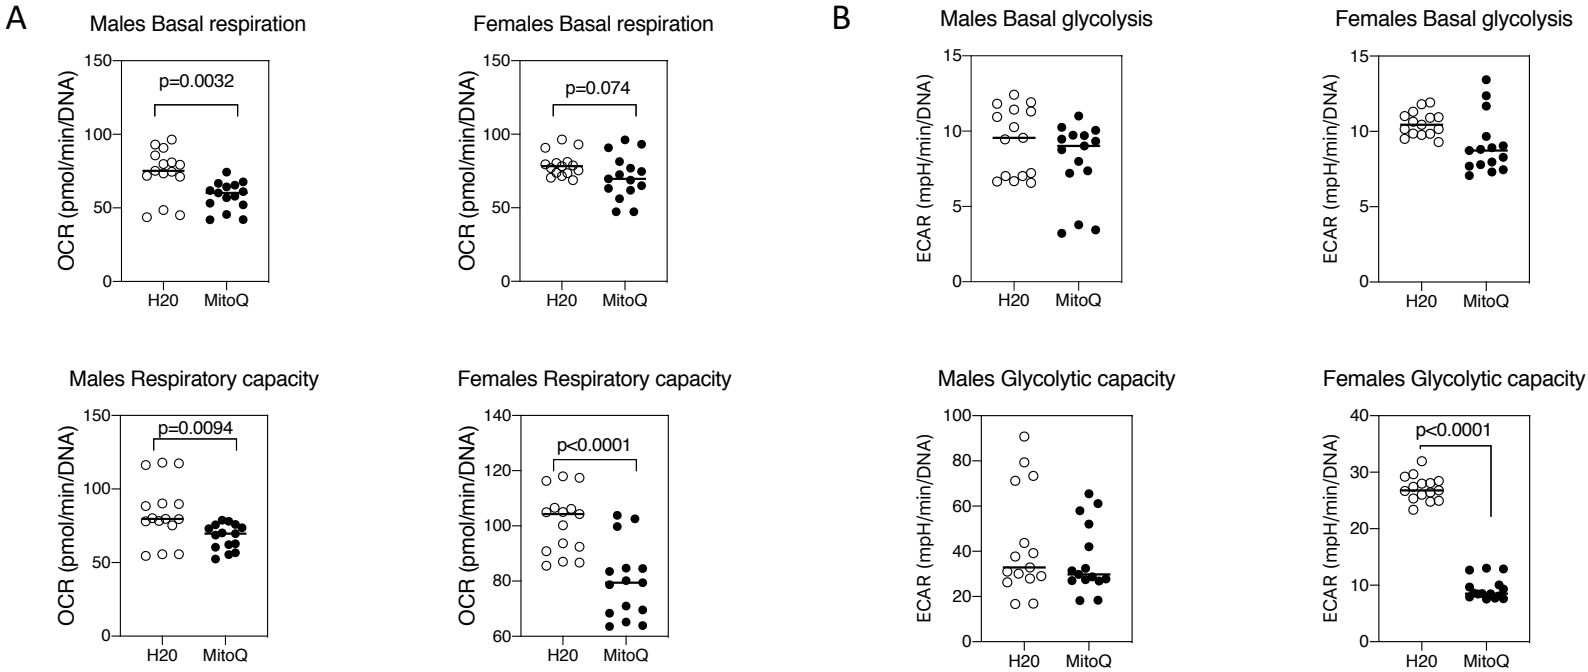 A
Males Basal respiration
OCR (pmol/min/DNA)
150
100
50
0
p=0.0032
H20 MitoQ
Females Basal respiration
OCR (pmol/min/DNA)
150
100
50
0
p=0.074
H20 MitoQ
B
Males Basal glycolysis
ECAR (mpH/min/DNA)
15
10
5
0
H20 MitoQ
Females Basal glycolysis
ECAR (mpH/min/DNA)
15
10
5
0
H20 MitoQ
Males Respiratory capacity
OCR (pmol/min/DNA)
150
100
50
0
p=0.0094
H20 MitoQ
Females Respiratory capacity
OCR (pmol/min/DNA)
140
120
100
80
60
p<0.0001
H20 MitoQ
Males Glycolytic capacity
ECAR (mpH/min/DNA)
100
80
60
40
20
0
H20 MitoQ
Females Glycolytic capacity
ECAR (mpH/min/DNA)
40
30
20
10
0
p<0.0001
H20 MitoQ